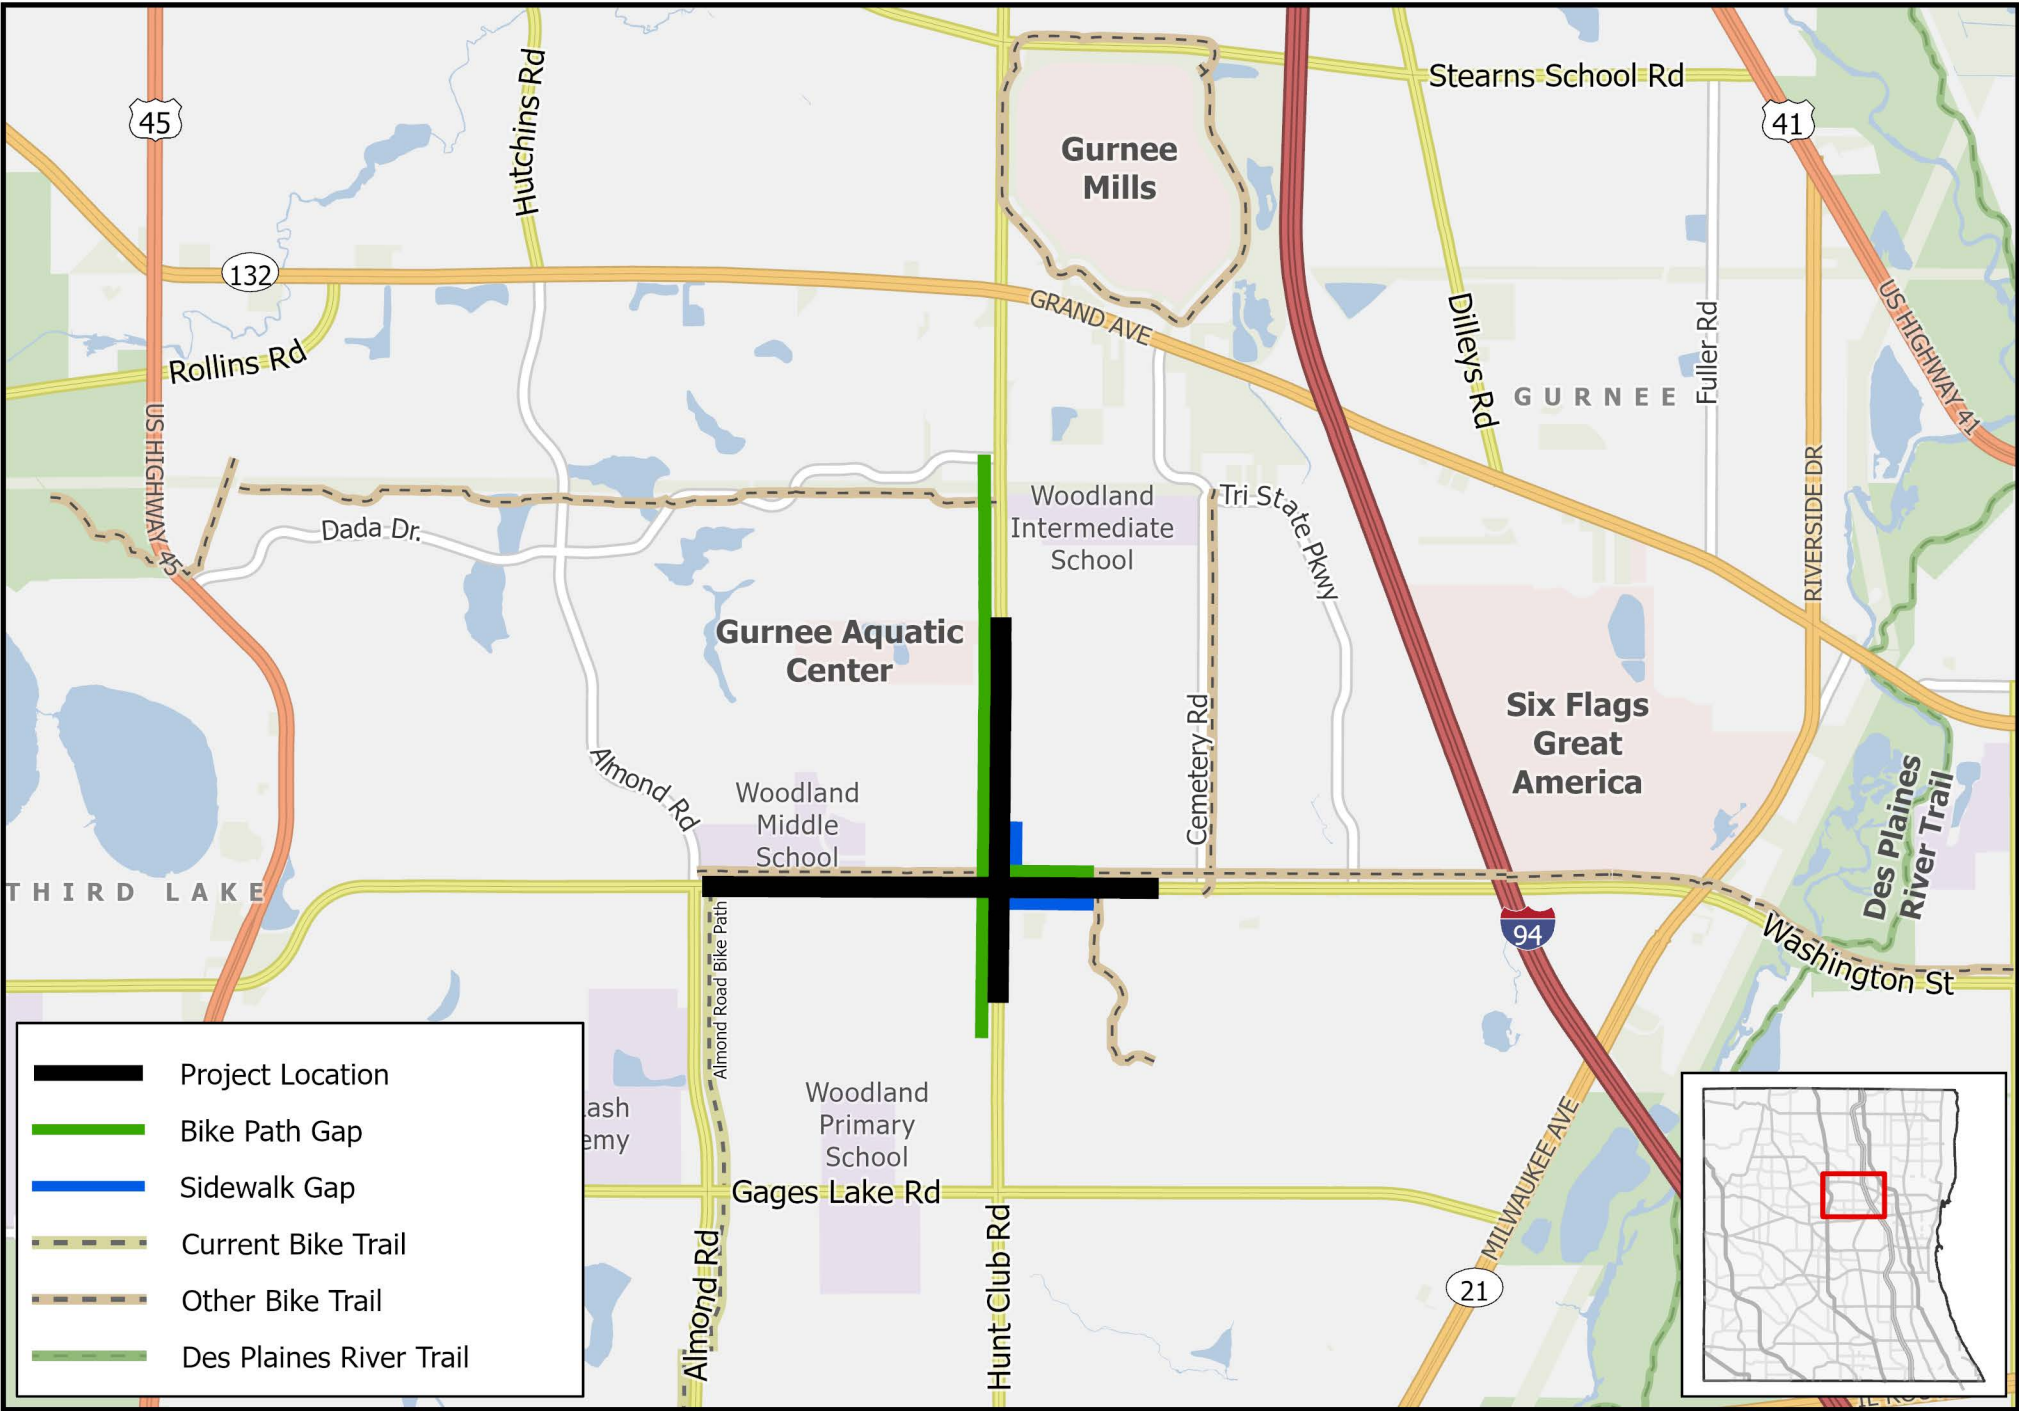 Stearns School Rd
45
41
Hutchins Rd
Gurnee
Mills
132
GRAND AVE
US HIGHWAY 41
Rollins Rd
Dilleys Rd
Fuller Rd
GURNEE
US HIGHWAY 45
RIVERSIDE DR
Woodland
Intermediate
School
Tri State Pkwy
Dada Dr.
Gurnee Aquatic
Center
Six Flags
Great
America
Cemetery Rd
Almond Rd
Woodland
Middle
School
Des Plaines
River Trail
THIRD LAKE
94
Washington St
Almond Road Bike Path
Woodland
Primary
School
Gages Lake Rd
MILWAUKEE AVE
21
Almond Rd
Hunt Club Rd
Project Location
Bike Path Gap
Sidewalk Gap
Current Bike Trail
Other Bike Trail
Des Plaines River Trail